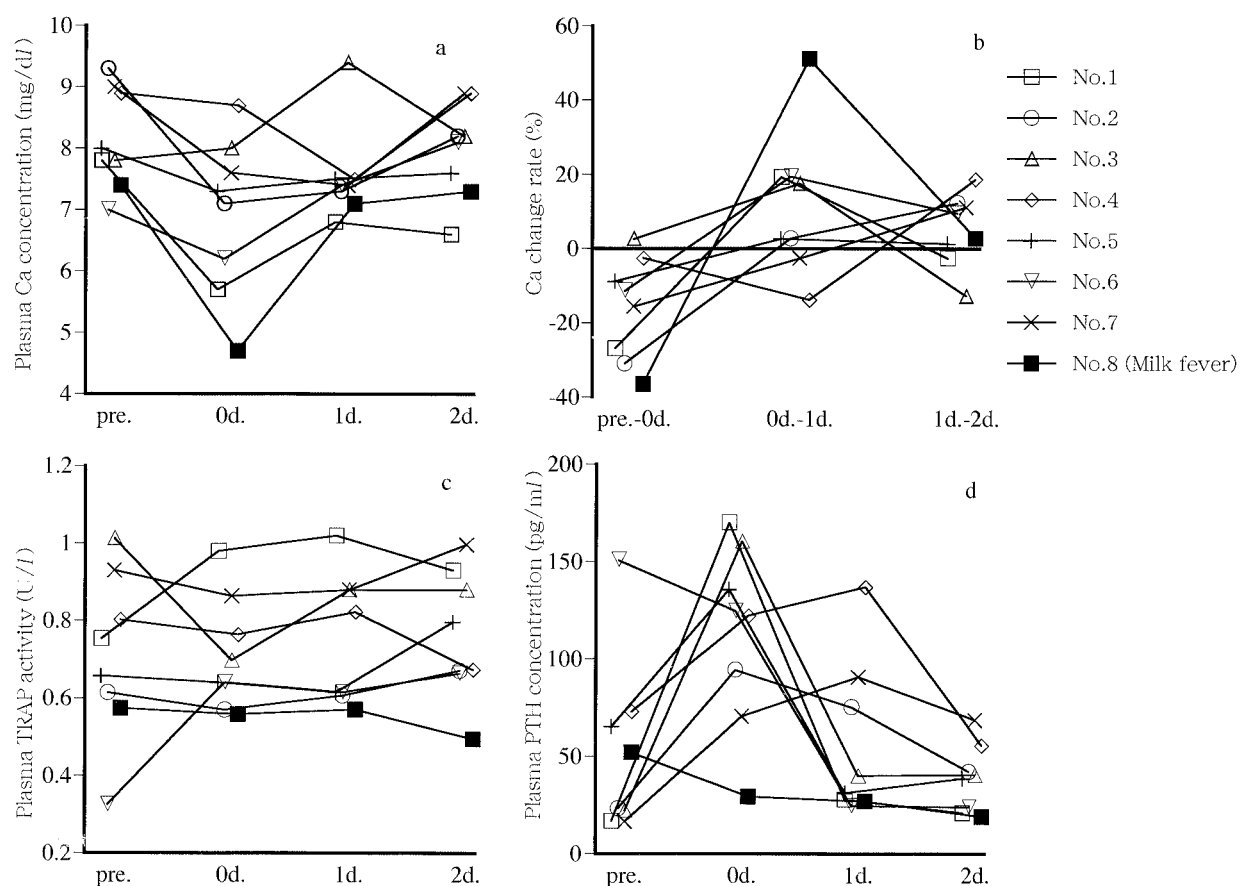 a
Plasma Ca concentration (mg/dl)
10
9
8
7
6
5
4
pre. 0d. 1d. 2d.
b
Ca change rate (%)
60
40
20
0
-20
-40
pre.-0d. 0d.-1d. 1d.-2d.
No.1
No.2
No.3
No.4
No.5
No.6
No.7
No.8 (Milk fever)
c
Plasma TRAP activity (U/l)
1.2
1
0.8
0.6
0.4
0.2
pre. 0d. 1d. 2d.
d
Plasma PTH concentration (pg/ml)
200
150
100
50
0
pre. 0d. 1d. 2d.